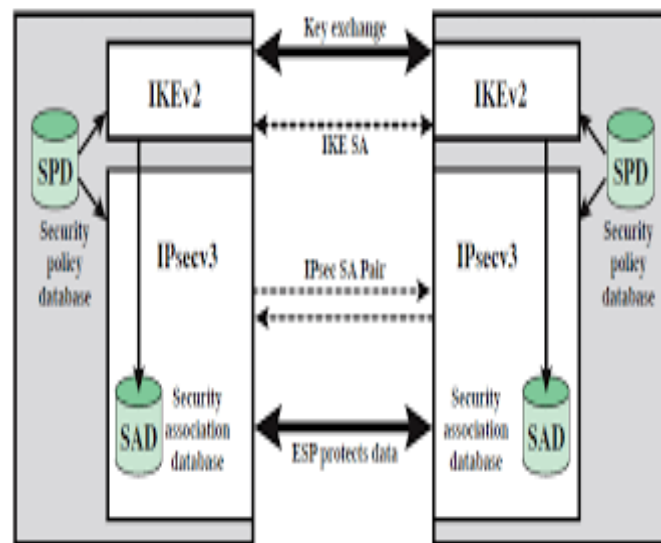 Key exchange
IKEv2
IKEv2
IKE SA
SPD
SPD
Security
policy
database
Security
policy
database
IPsecv3
IPsecv3
IPsec SA Pair
SAD
Security
association
database
Security
association
database
SAD
ESP protects data